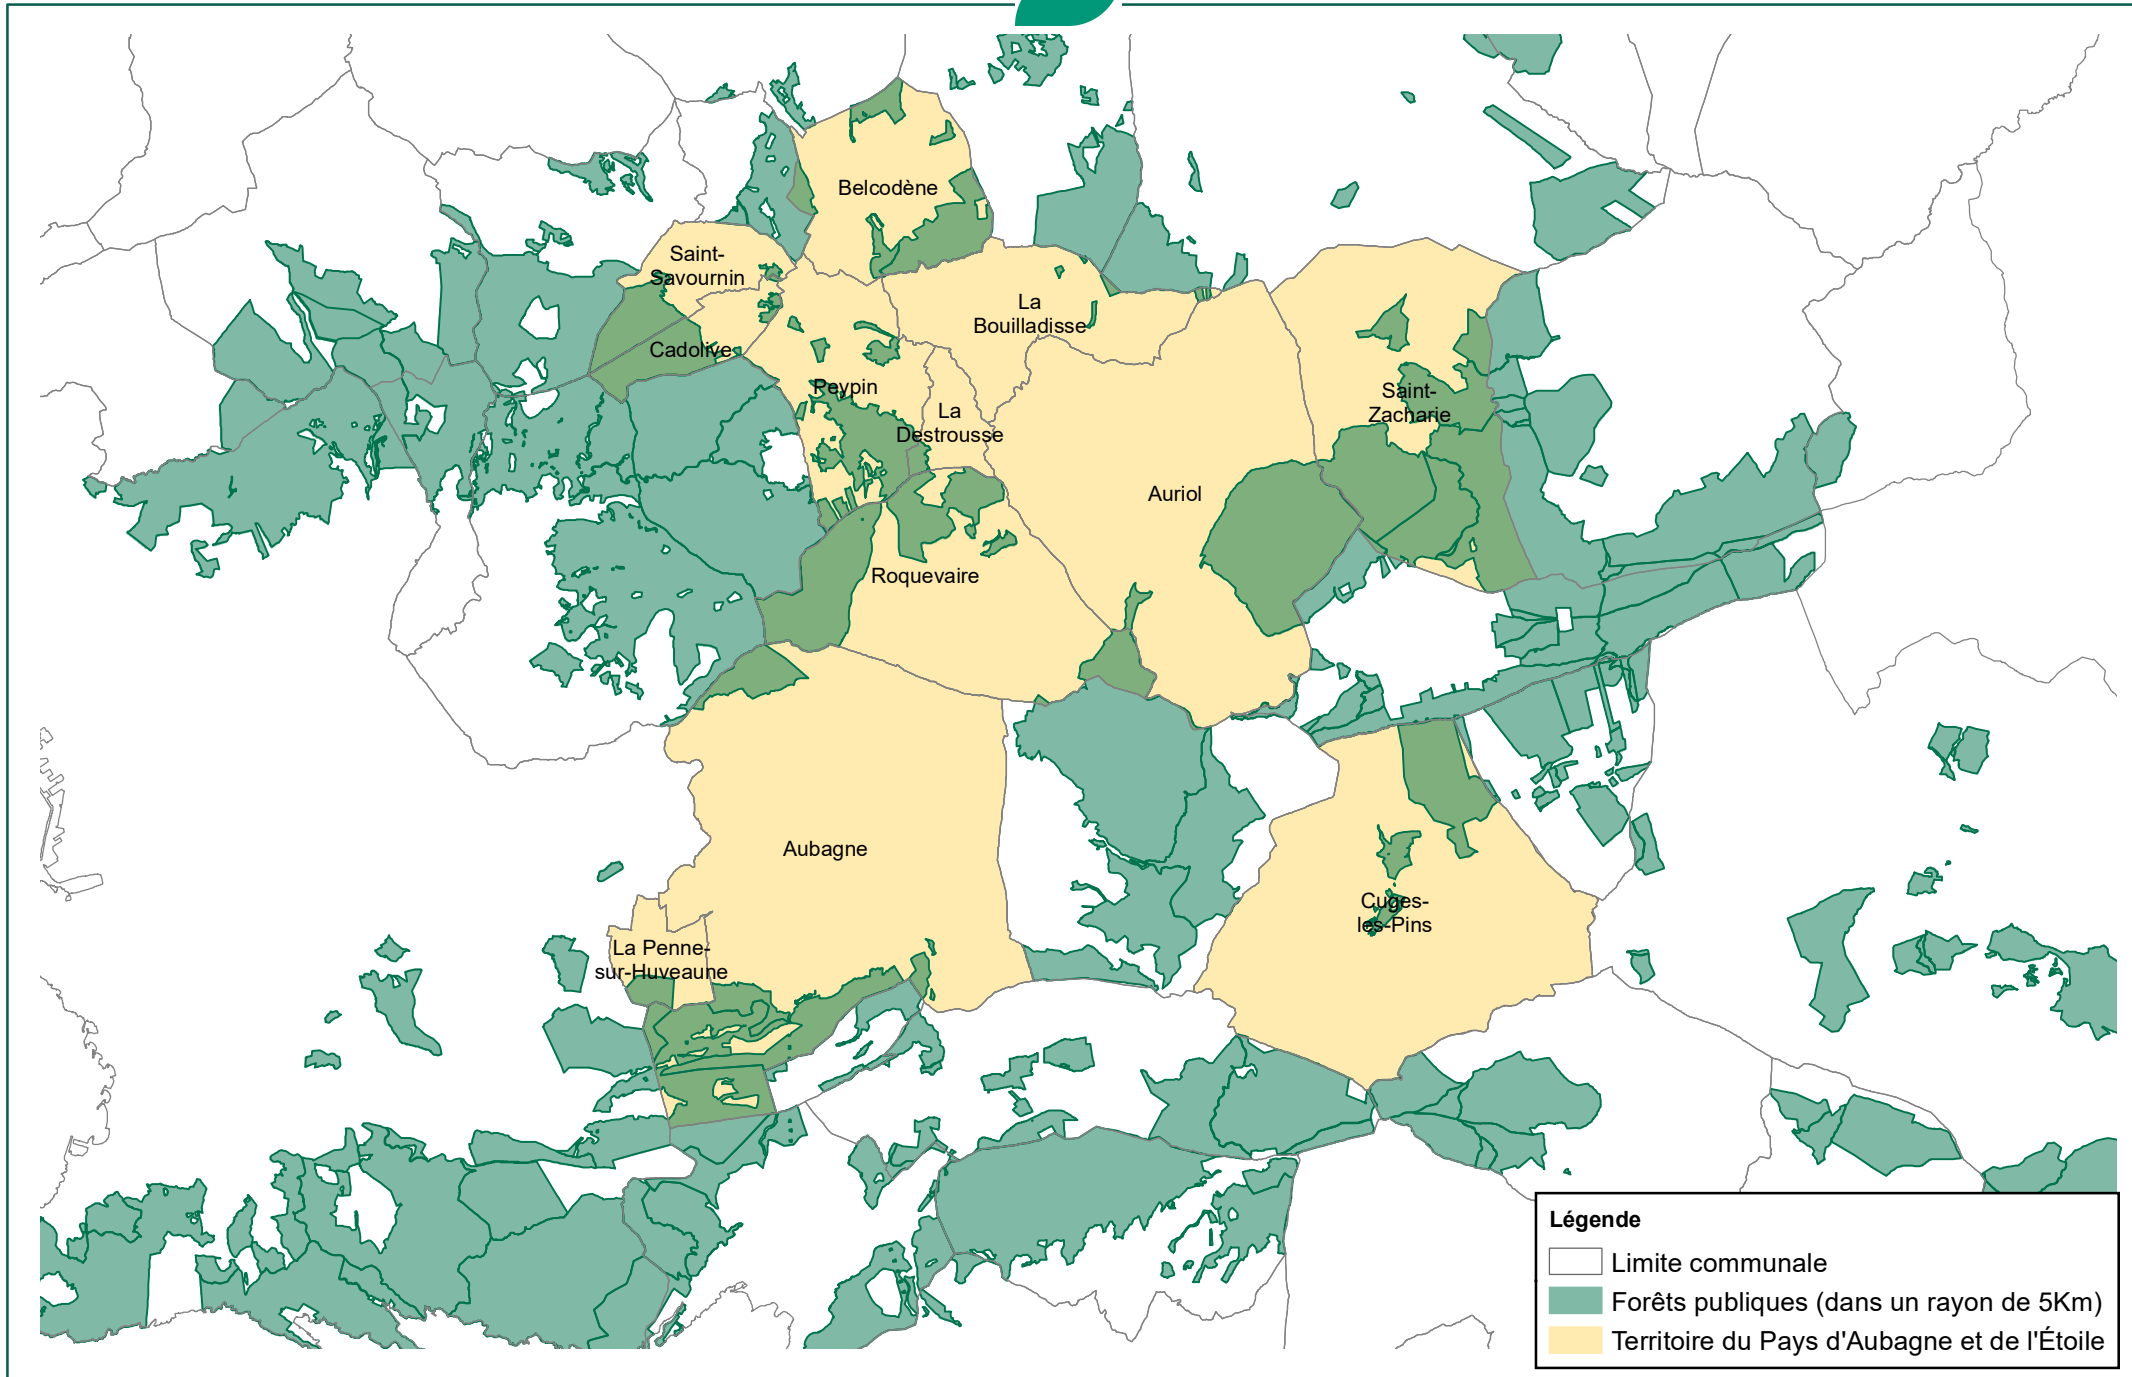 Belcodène
Saint-
Savournin
La
Bouilladisse
Cadolive
Peypin
Saint-
Zacharie
La
Destrousse
Auriol
Roquevaire
Aubagne
Cuges-
les-Pins
La Penne-
sur-Huveaune
Légende
Limite communale
Forêts publiques (dans un rayon de 5Km)
Territoire du Pays d'Aubagne et de l'Étoile